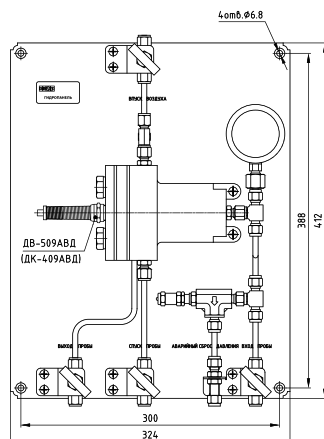 4отв.Ø6.8
ГИДРОПАНЕЛЬ
ВПУСК ВОЗДУХА
ДВ-509АВД
(ДК-409АВД)
388
412
ВЫХОД ПРОБЫ
СПУСК ПРОБЫ
АВАРИЙНЫЙ СБРОС ДАВЛЕНИЯ
ВХОД ПРОБЫ
300
324